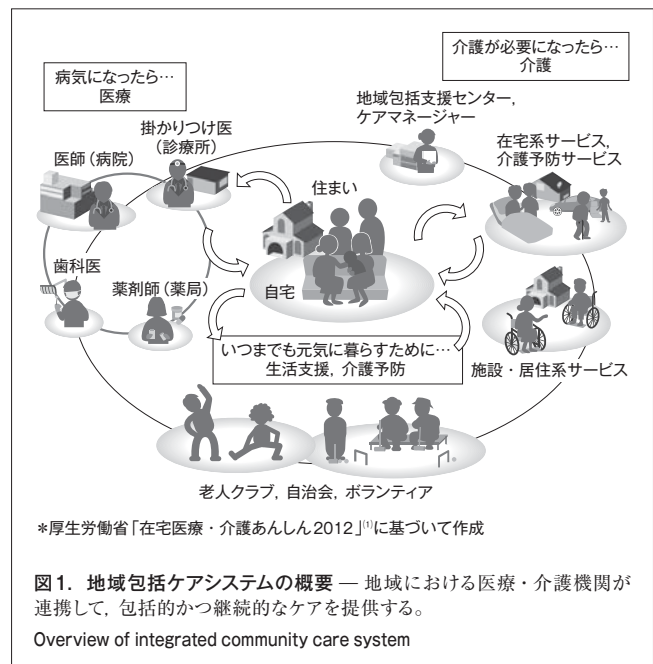 病気になったら…
医療
介護が必要になったら…
介護
地域包括支援センター,
ケアマネージャー
掛かりつけ医
(診療所)
医師(病院)
在宅系サービス,
介護予防サービス
住まい
歯科医
薬剤師(薬局)
自宅
いつまでも元気に暮らすために…
生活支援, 介護予防
施設・居住系サービス
老人クラブ, 自治会, ボランティア
*厚生労働省「在宅医療・介護あんしん2012」(1)に基づいて作成
図1. 地域包括ケアシステムの概要 — 地域における医療・介護機関が
連携して, 包括的かつ継続的なケアを提供する。
Overview of integrated community care system